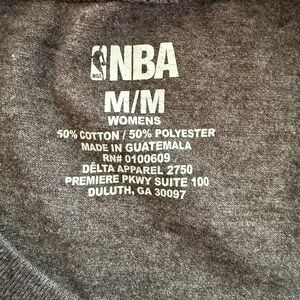 NBA
M/M
WOMENS
50% COTTON / 50% POLYESTER
MADE IN GUATEMALA
RN# 0100609
DELTA APPAREL 2750
PREMIERE PKWY SUITE 100
DULUTH, GA 30097